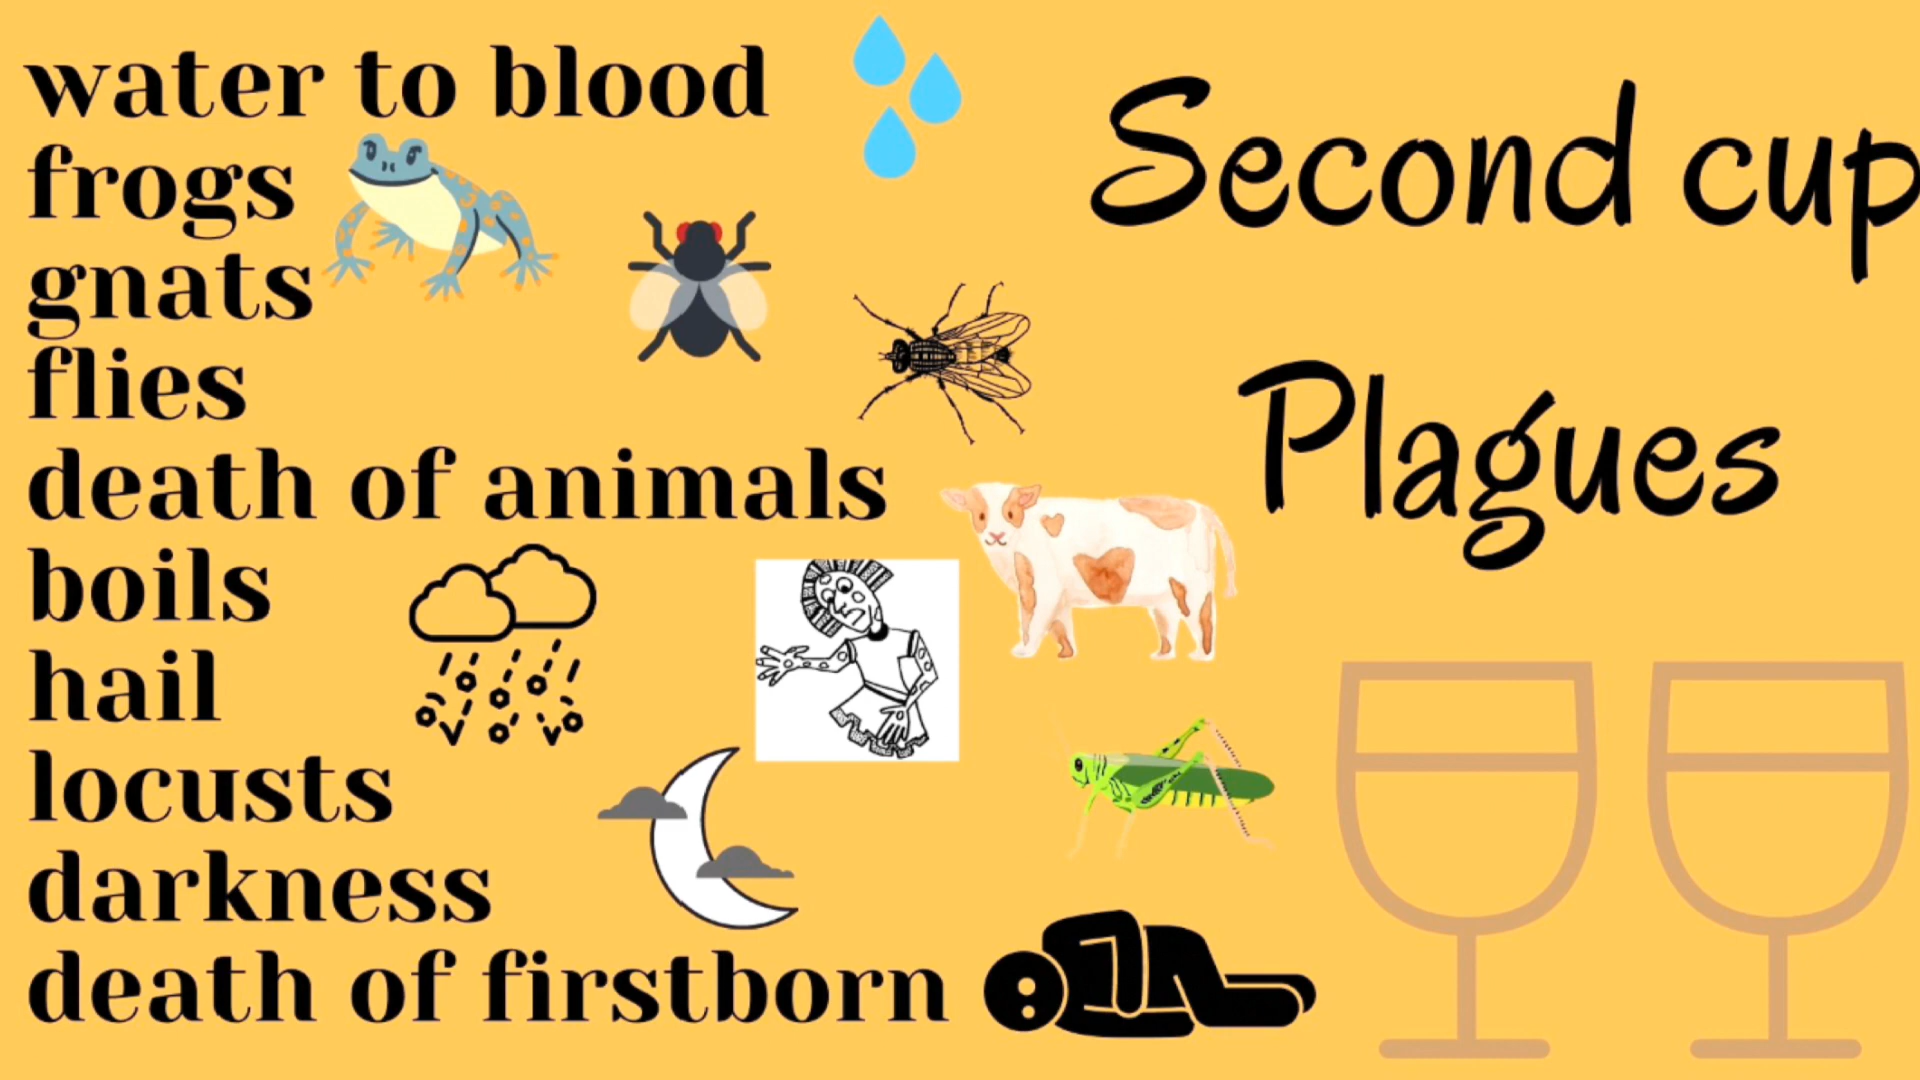 water to blood
frogs
gnats
flies
death of animals
boils
hail
locusts
darkness
death of firstborn
Second cup
Plagues